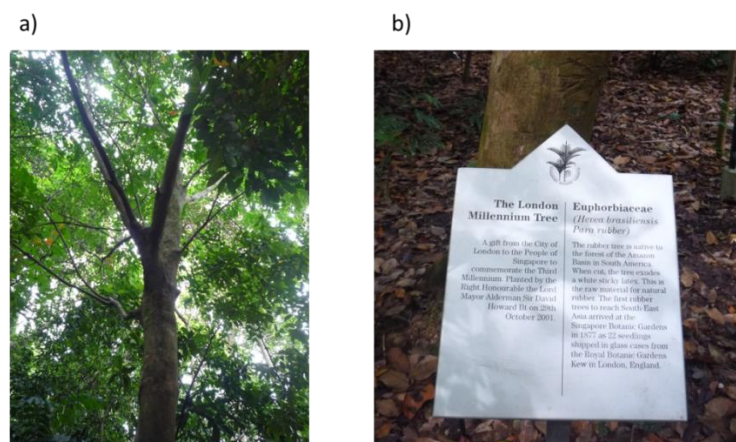 a)
b)
The London
Millennium Tree
A gift from the City of
London to the People of
Singapore to
commemorate the Third
Millennium. Planted by the
Right Honourable the Lord
Mayor Alderman Sir David
Howard Bt on 29th
October 2001.
Euphorbiaceae
(Hevea brasiliensis
Para rubber)
The rubber tree is native to
the forest of the Amazon
Basin in South America.
When cut, the tree exudes
a white sticky latex. This is
the raw material for natural
rubber. The first rubber
trees to reach South-East
Asia arrived at the
Singapore Botanic Gardens
in 1877 as 22 seedlings
shipped in glass cases from
the Royal Botanic Gardens
Kew in London, England.